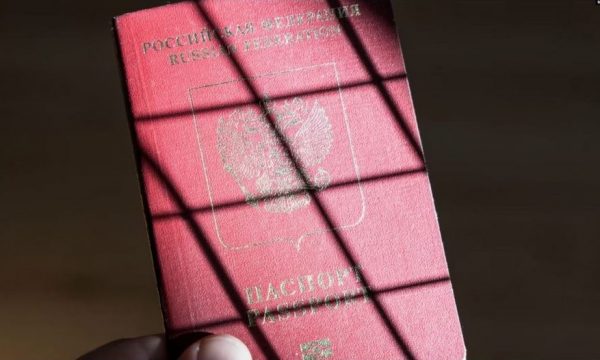 РОССИЙСКАЯ ФЕДЕРАЦИЯ
RUSSIAN FEDERATION
ПАСПОРТ
PASSPORT